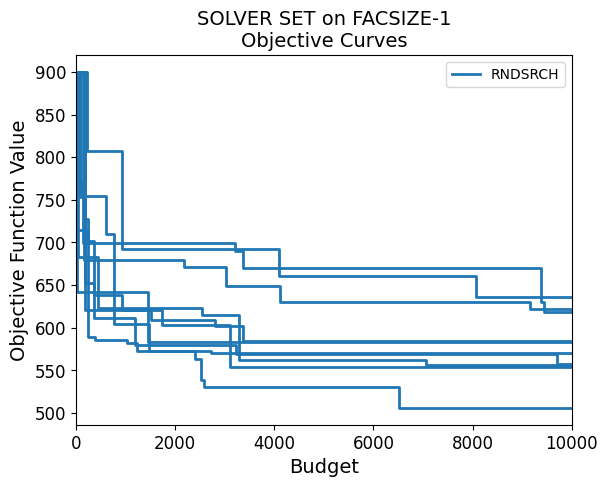 SOLVER SET on FACSIZE-1
Objective Curves
RNDSRCH
Objective Function Value
900
850
800
750
700
650
600
550
500
0 2000 4000 6000 8000 10000
Budget